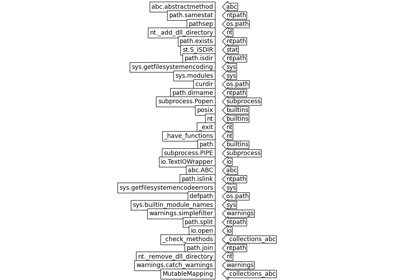 abc.abstractmethod abc
path.samestat ntpath
pathsep os.path
nt._add_dll_directory nt
path.exists ntpath
st.S_ISDIR stat
path.isdir ntpath
sys.getfilesystemencoding sys
sys.modules sys
curdir os.path
path.dirname ntpath
subprocess.Popen subprocess
posix builtins
nt builtins
_exit nt
_have_functions nt
path builtins
subprocess.PIPE subprocess
io.TextIOWrapper io
abc.ABC abc
path.islink ntpath
sys.getfilesystemencodeerrors sys
defpath os.path
sys.builtin_module_names sys
warnings.simplefilter warnings
path.split ntpath
io.open io
_check_methods _collections_abc
path.join ntpath
nt._remove_dll_directory nt
warnings.catch_warnings warnings
MutableMapping _collections_abc